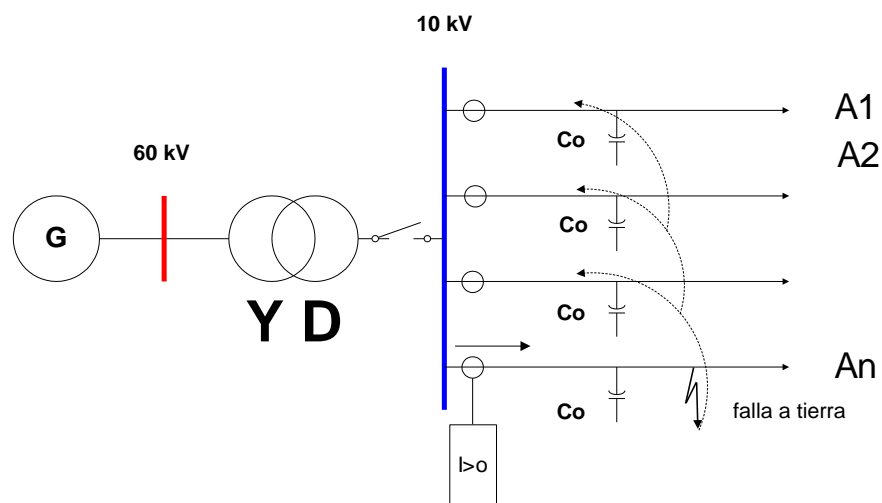 10 kV
60 kV
G
Y D
A1
A2
An
Co
Co
Co
Co
falla a tierra
I>o